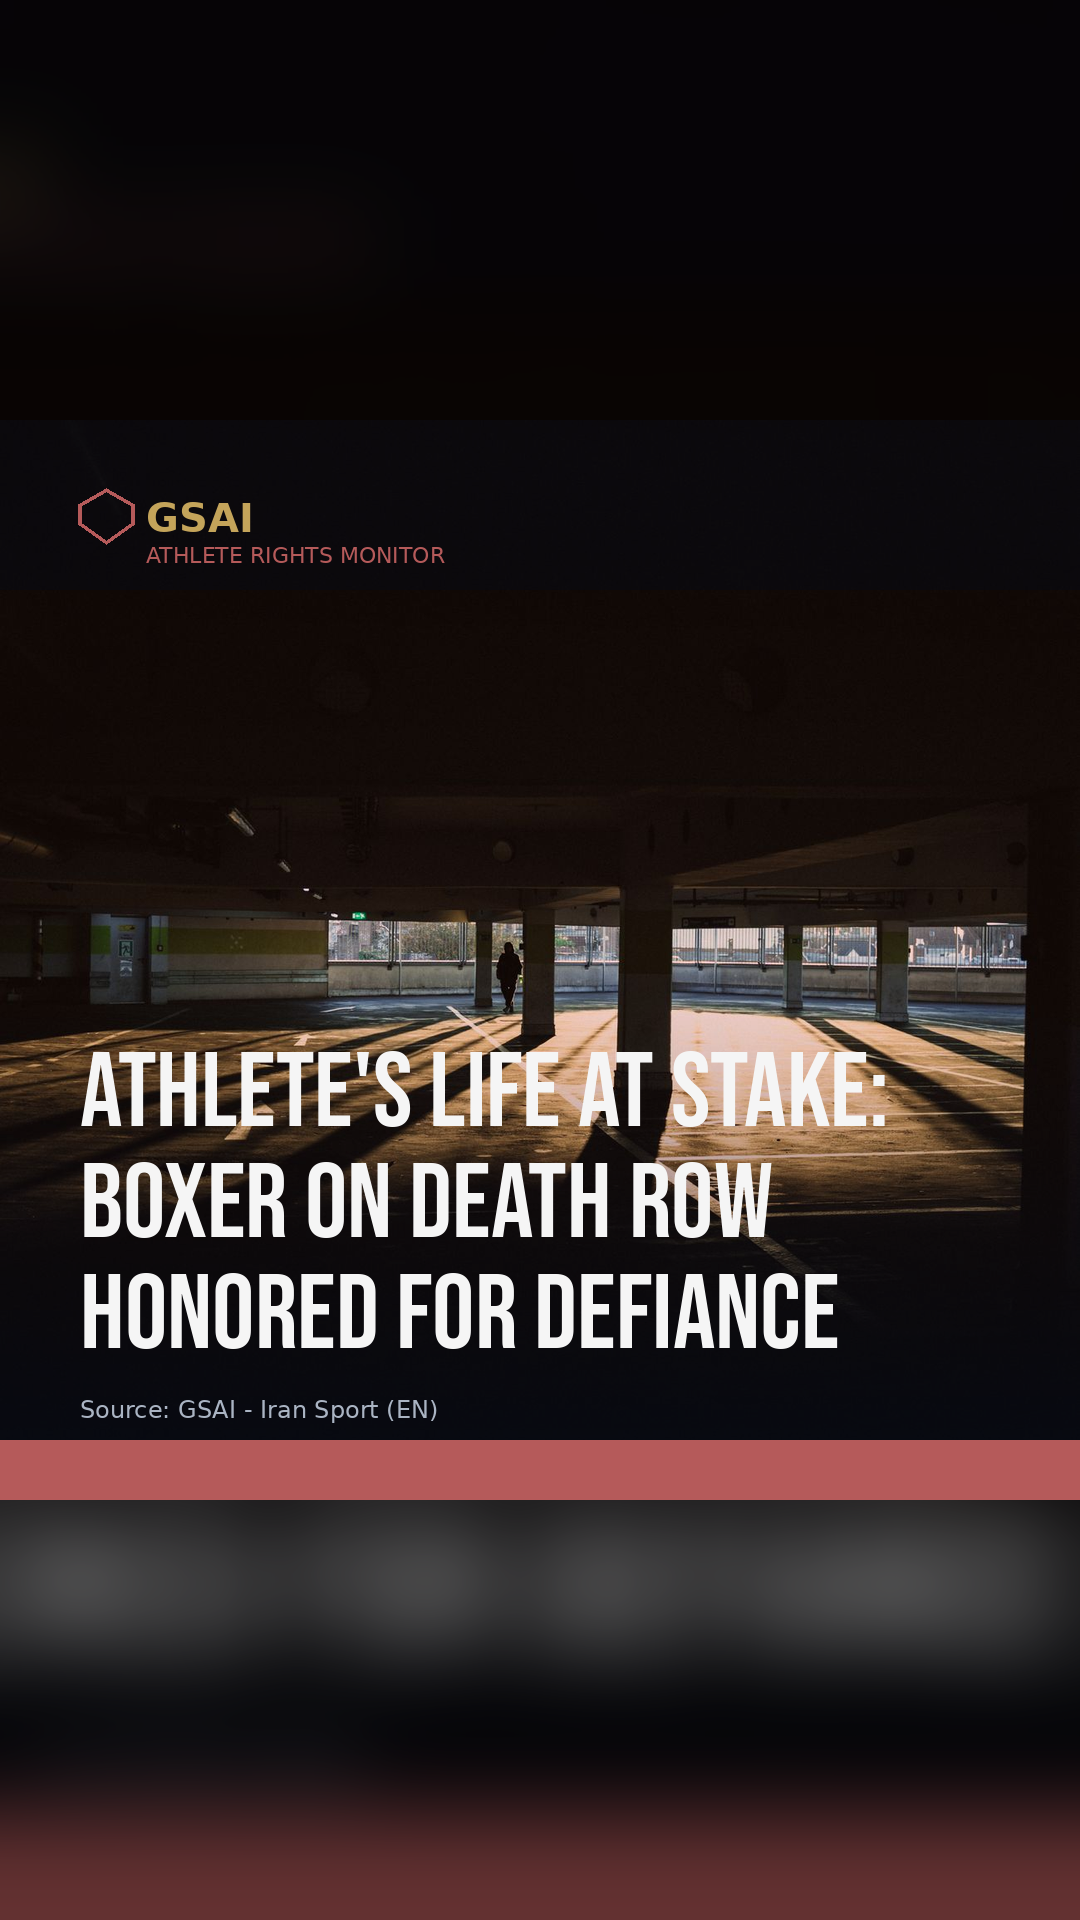 GSAI
ATHLETE RIGHTS MONITOR
ATHLETE'S LIFE AT STAKE:
BOXER ON DEATH ROW
HONORED FOR DEFIANCE
Source: GSAI - Iran Sport (EN)